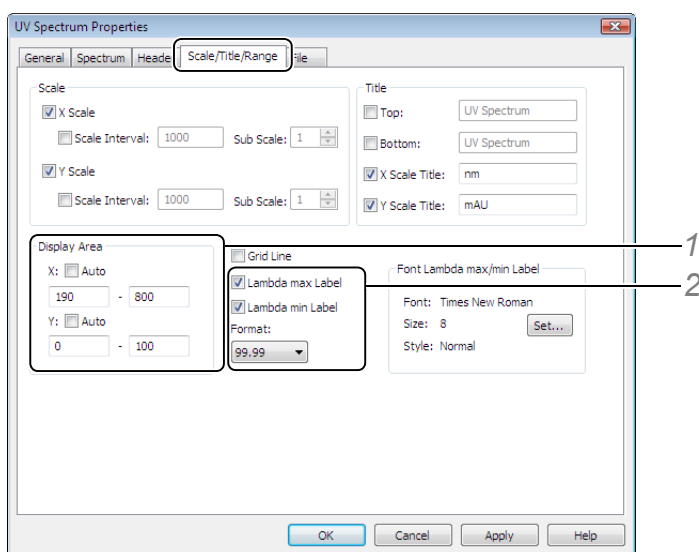 UV Spectrum Properties
General Spectrum Heade Scale/Title/Range ile
Scale
X Scale
Scale Interval: 1000 Sub Scale: 1
Y Scale
Scale Interval: 1000 Sub Scale: 1
Title
Top: UV Spectrum
Bottom: UV Spectrum
X Scale Title: nm
Y Scale Title: mAU
Display Area
X: Auto
190 - 800
Y: Auto
0 - 100
Grid Line
Lambda max Label
Lambda min Label
Format:
99.99
Font Lambda max/min Label
Font: Times New Roman
Size: 8
Set...
Style: Normal
1
2
OK Cancel Apply Help